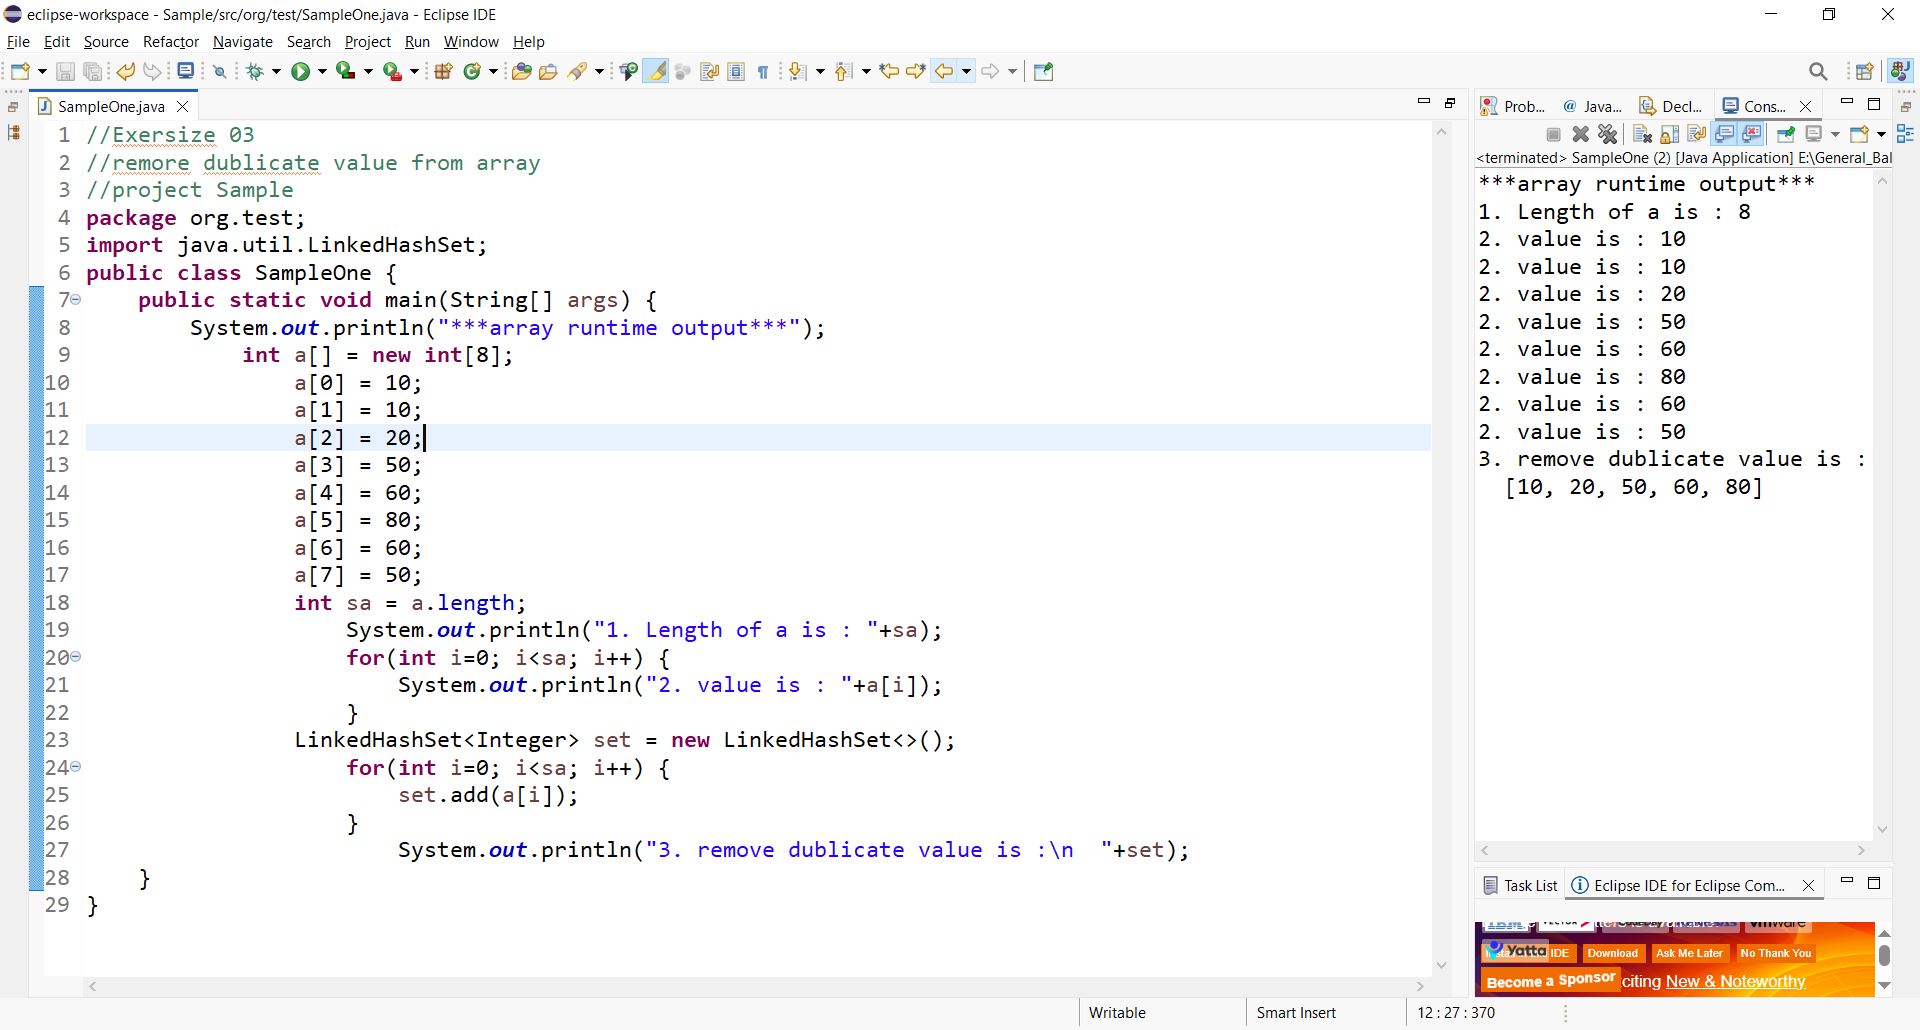 eclipse-workspace - Sample/src/org/test/SampleOne.java - Eclipse IDE
File Edit Source Refactor Navigate Search Project Run Window Help
SampleOne.java
1 //Exersize 03
2 //remore dublicate value from array
3 //project Sample
4 package org.test;
5 import java.util.LinkedHashSet;
6 public class SampleOne {
7 public static void main(String[] args) {
8 System.out.println("***array runtime output***");
9 int a[] = new int[8];
10 a[0] = 10;
11 a[1] = 10;
12 a[2] = 20;
13 a[3] = 50;
14 a[4] = 60;
15 a[5] = 80;
16 a[6] = 60;
17 a[7] = 50;
18 int sa = a.length;
19 System.out.println("1. Length of a is : "+sa);
20 for(int i=0; i<sa; i++) {
21 System.out.println("2. value is : "+a[i]);
22 }
23 LinkedHashSet<Integer> set = new LinkedHashSet<>();
24 for(int i=0; i<sa; i++) {
25 set.add(a[i]);
26 }
27 System.out.println("3. remove dublicate value is :\n  "+set);
28 }
29 }
Prob... Java... Decl... Cons...
<terminated> SampleOne (2) [Java Application] E:\General_Bal
***array runtime output***
1. Length of a is : 8
2. value is : 10
2. value is : 10
2. value is : 20
2. value is : 50
2. value is : 60
2. value is : 80
2. value is : 60
2. value is : 50
3. remove dublicate value is :
[10, 20, 50, 60, 80]
Task List Eclipse IDE for Eclipse Com...
Yatta IDE Download Ask Me Later No Thank You
Become a Sponsor citing New & Noteworthy
Writable Smart Insert 12 : 27 : 370